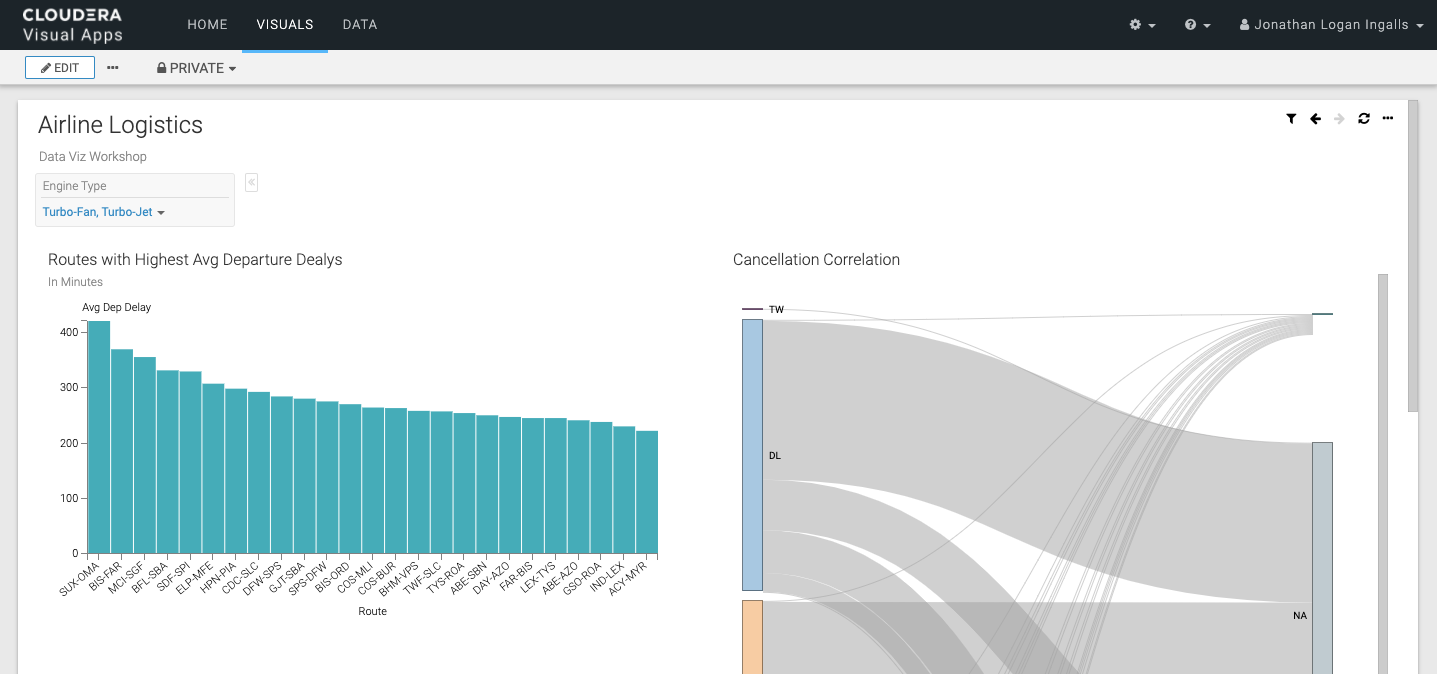 CLOUDERA
Visual Apps
HOME
VISUALS
DATA
Jonathan Logan Ingalls
EDIT
PRIVATE
Airline Logistics
Data Viz Workshop
Engine Type
Turbo-Fan, Turbo-Jet
Routes with Highest Avg Departure Dealys
In Minutes
Avg Dep Delay
400
300
200
100
0
SUX-OMA
BIS-FAR
MCI-SGF
BFL-SBA
SDF-SPI
ELP-MFE
HPN-PIA
CDC-SLC
DFW-SPS
GJT-SBA
SPS-DFW
BIS-ORD
COS-MLI
COS-BUR
BHM-VPS
TWF-SLC
TYS-ROA
ABE-SBN
DAY-AZO
FAR-BIS
LEX-TYS
ABE-AZO
GSO-ROA
IND-LEX
ACY-MYR
Route
Cancellation Correlation
TW
DL
NA